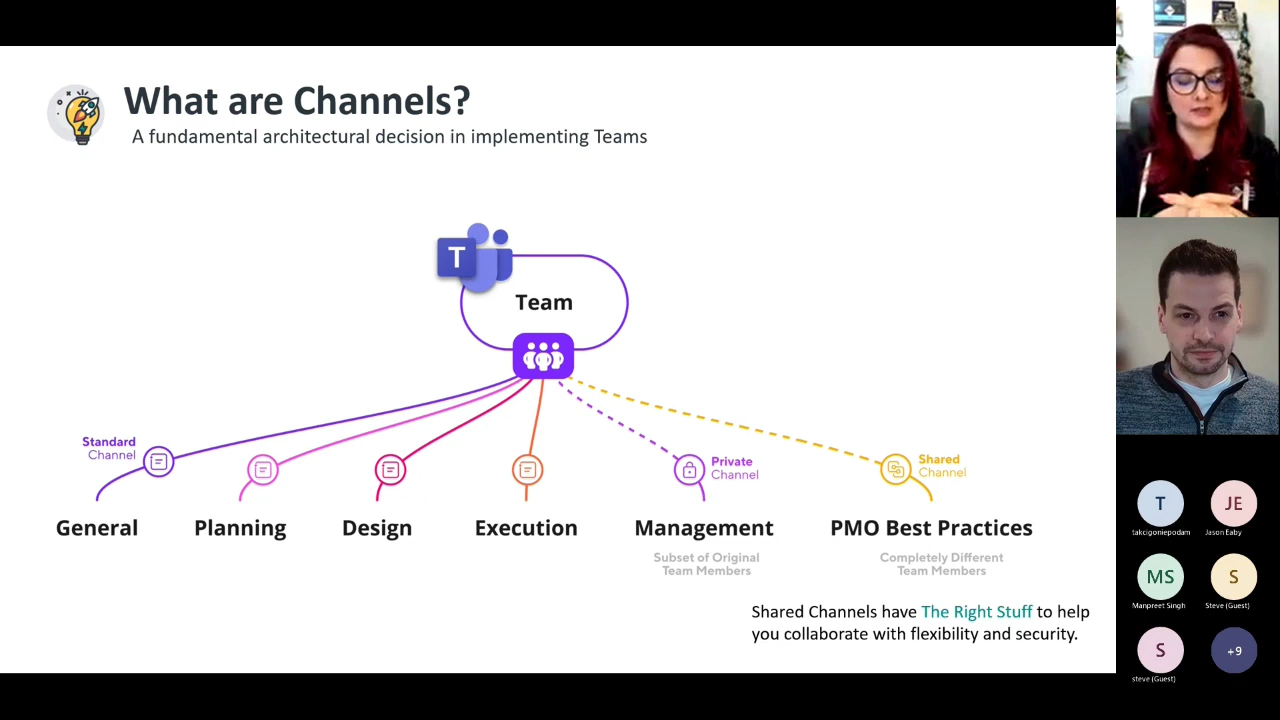 What are Channels?
A fundamental architectural decision in implementing Teams
T
Team
Standard
Channel
Private
Channel
Shared
Channel
General
Planning
Design
Execution
Management
PMO Best Practices
Subset of Original
Team Members
Completely Different
Team Members
Shared Channels have The Right Stuff to help
you collaborate with flexibility and security.
T
JE
takcigoniepodam
Jason Eaby
MS
S
Manpreet Singh
Steve (Guest)
S
+9
steve (Guest)